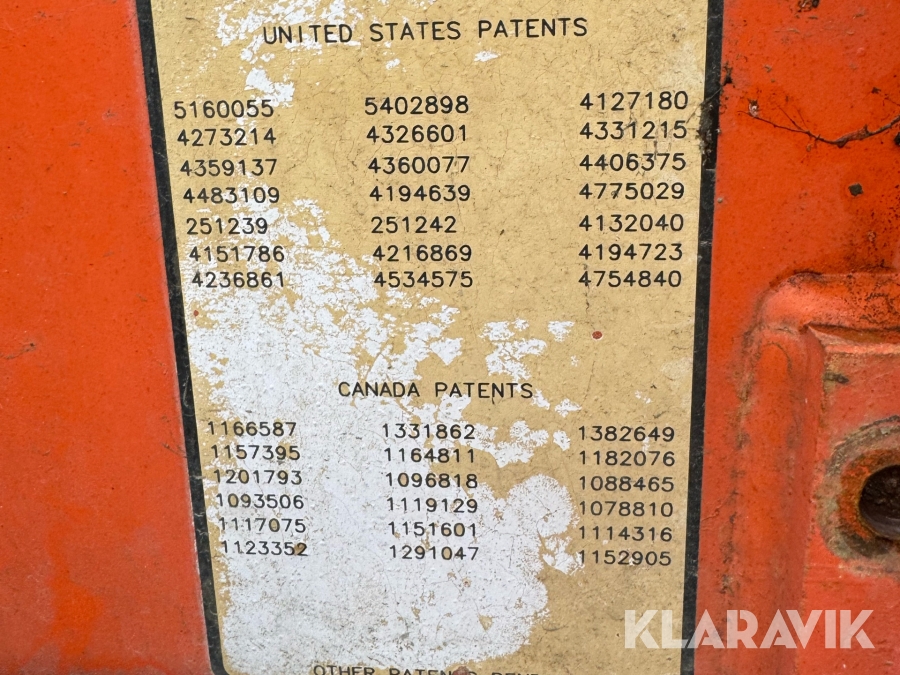 UNITED STATES PATENTS
5160055 5402898 4127180
4273214 4326601 4331215
4359137 4360077 4406375
4483109 4194639 4775029
251239 251242 4132040
4151786 4216869 4194723
4236861 4534575 4754840
CANADA PATENTS
1166587 1331862 1382649
1157395 1164811 1182076
1201793 1096818 1088465
1093506 1119129 1078810
1117075 1151601 1114316
1123352 1291047 1152905
OTHER
KLARAVIK